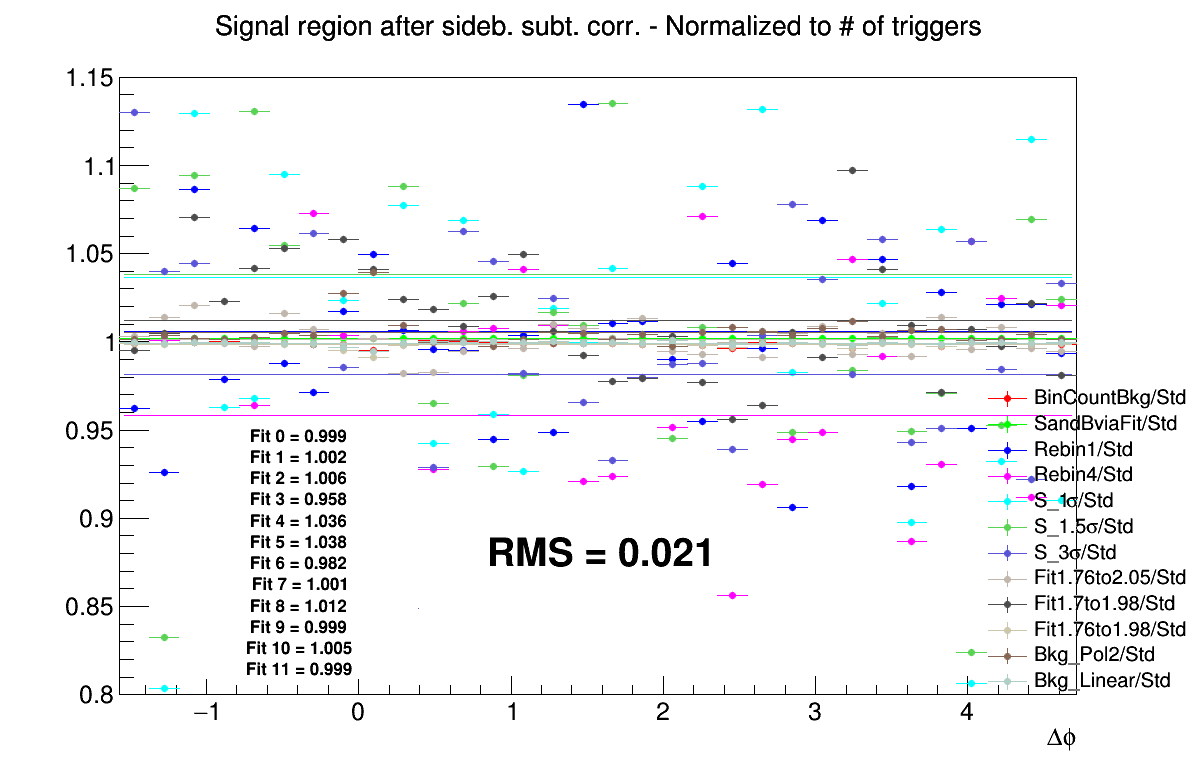 Signal region after sideb. subt. corr. - Normalized to # of triggers
1.15
1.1
1.05
1
0.95
0.9
0.85
0.8
Fit 0 = 0.999
Fit 1 = 1.002
Fit 2 = 1.006
Fit 3 = 0.958
Fit 4 = 1.036
Fit 5 = 1.038
Fit 6 = 0.982
Fit 7 = 1.001
Fit 8 = 1.012
Fit 9 = 0.999
Fit 10 = 1.005
Fit 11 = 0.999
RMS = 0.021
BinCountBkg/Std
SandBviaFit/Std
Rebin1/Std
Rebin4/Std
S_1σ/Std
S_1.5σ/Std
S_3σ/Std
Fit1.76to2.05/Std
Fit1.7to1.98/Std
Fit1.76to1.98/Std
Bkg_Pol2/Std
Bkg_Linear/Std
−1 0 1 2 3 4
Δϕ